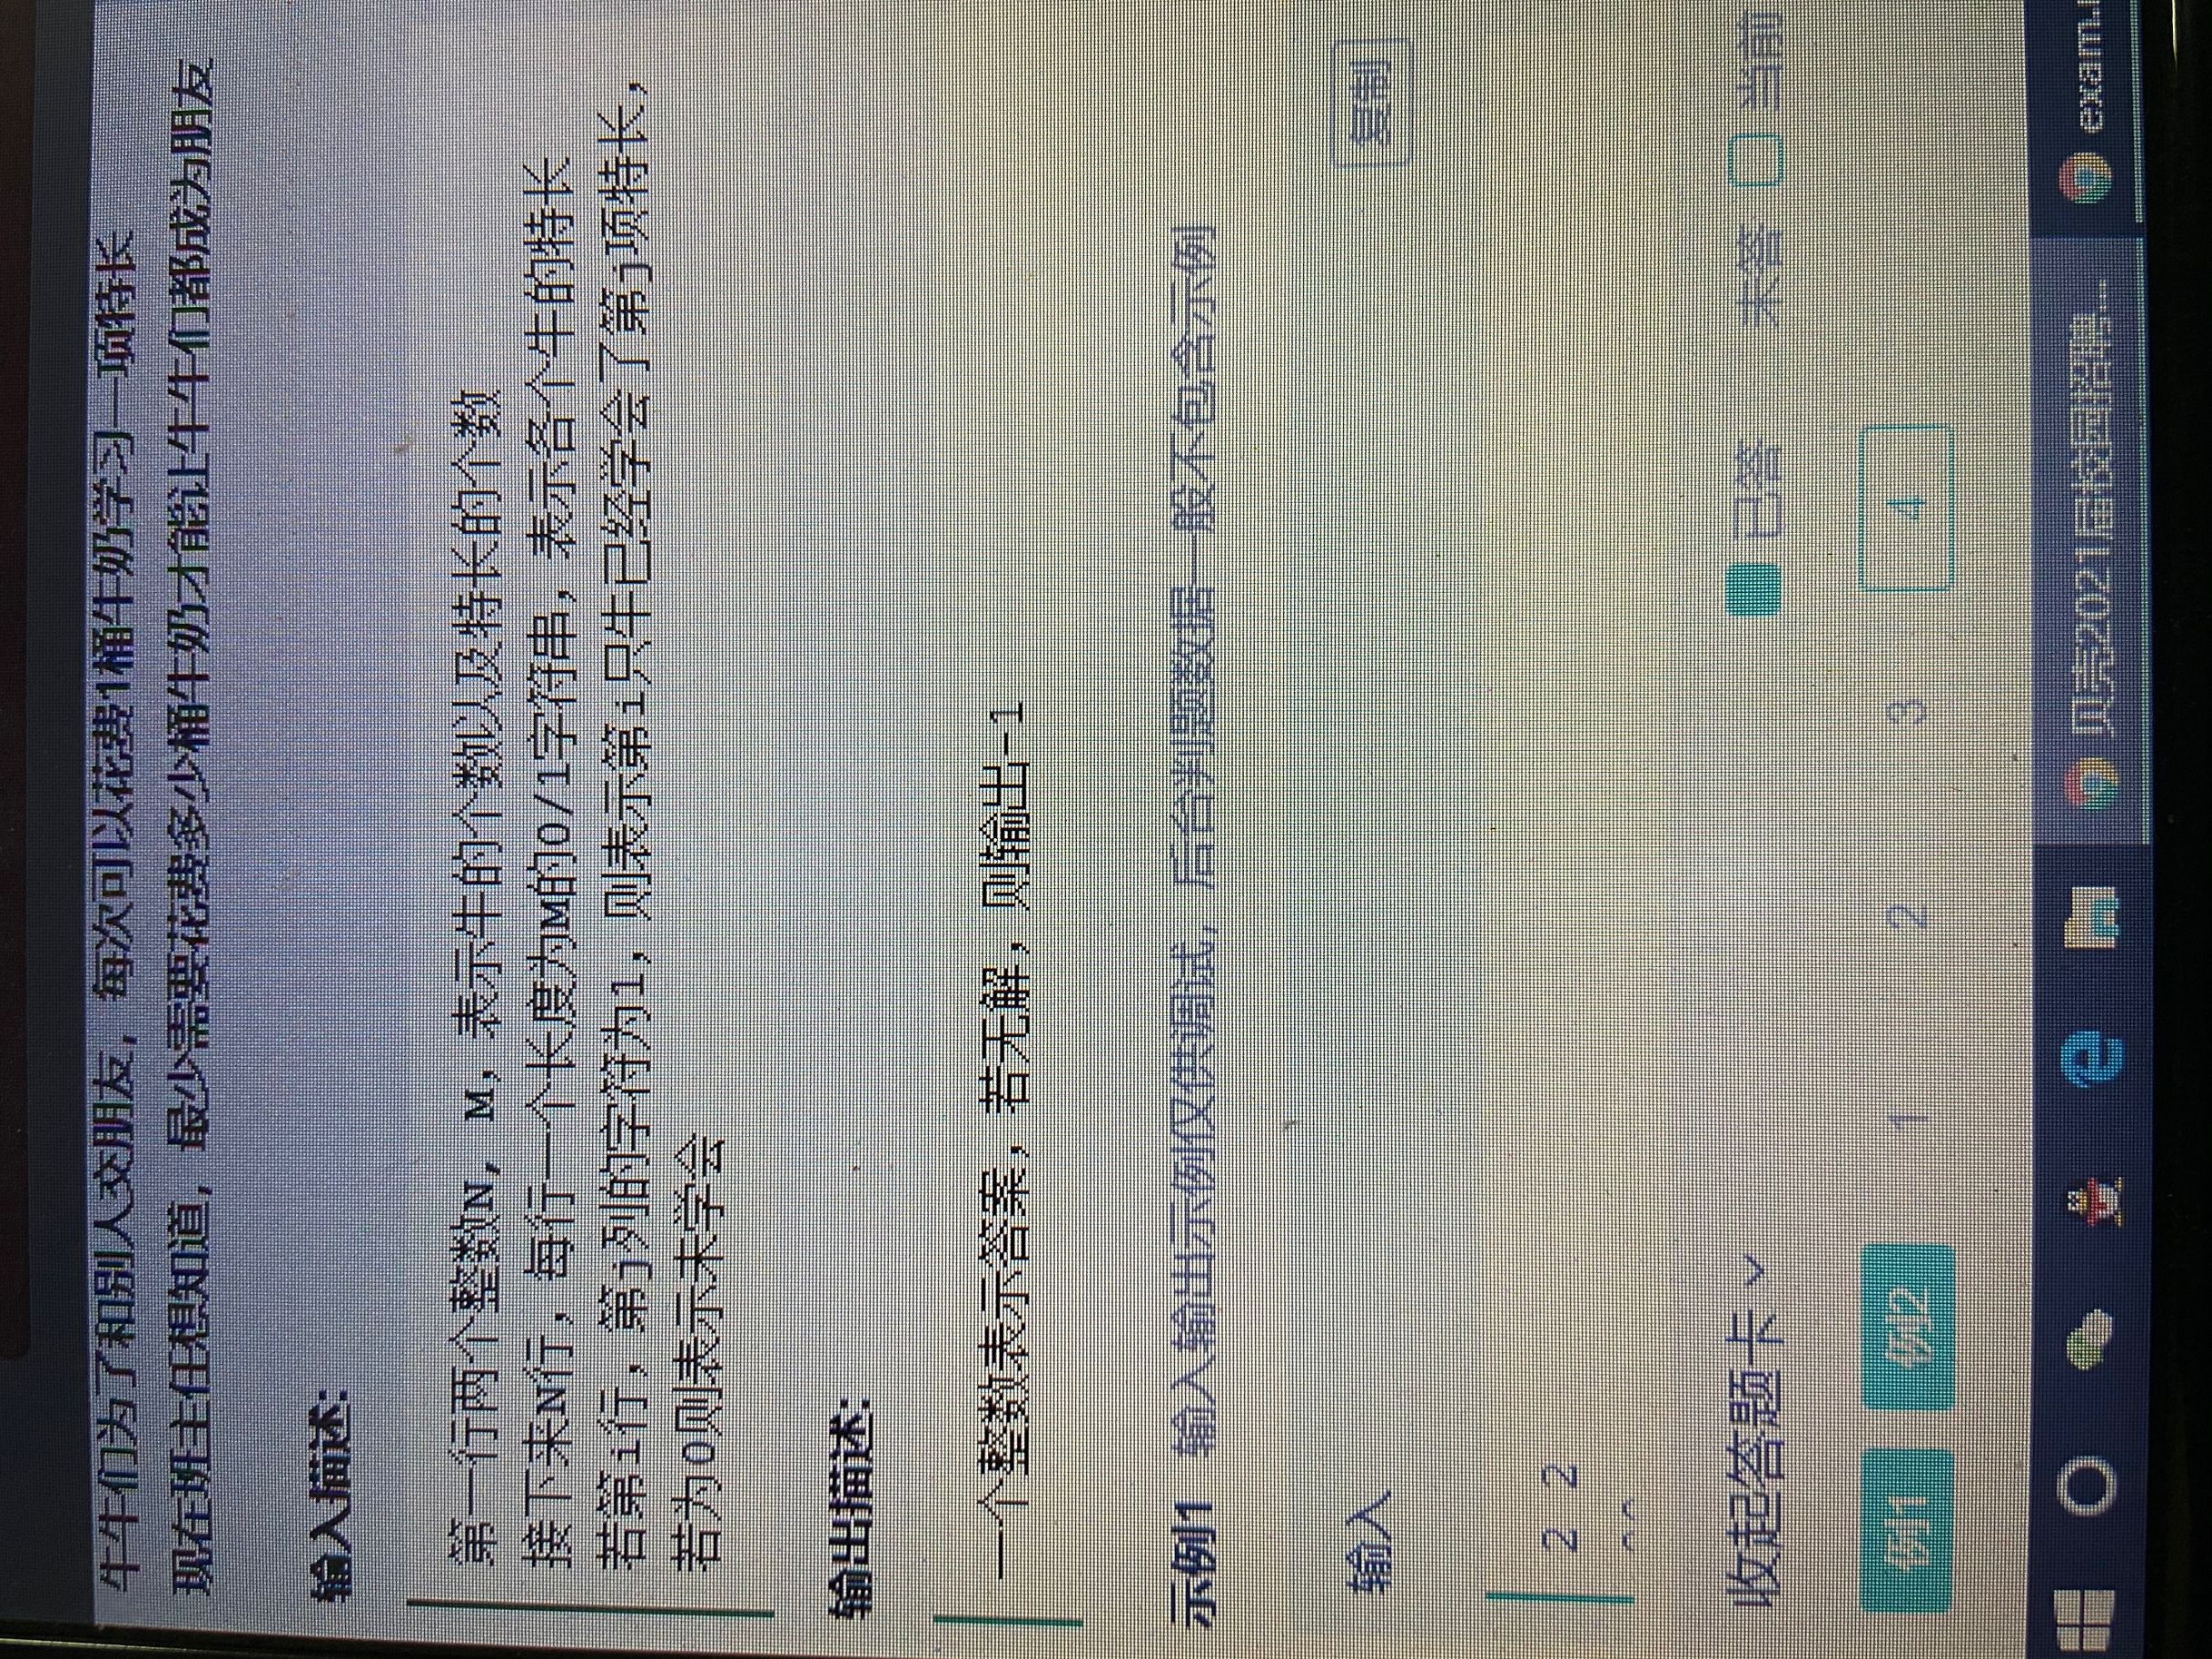 牛牛们为了和别人交朋友，每次可以花费1桶牛奶学习一项特长
现在班主任想知道，最少需要花费多少桶牛奶才能让牛牛们都成为朋友
输入描述:
第一行两个整数N，M，表示牛的个数以及特长的个数
接下来N行，每行一个长度为M的0/1字符串，表示各个牛的特长
若第i行，第j列的字符为1，则表示第i只牛已经学会了第j项特长，
若为0则表示未学会
输出描述:
一个整数表示答案，若无解，则输出-1
示例1 输入输出示例仅供调试，后台判题数据一般不包含示例
输入
复制
2 2
收起答题卡
已答 未答 当前
例1 例2 1 2 3 4
贝壳2021届校园招聘... exam.